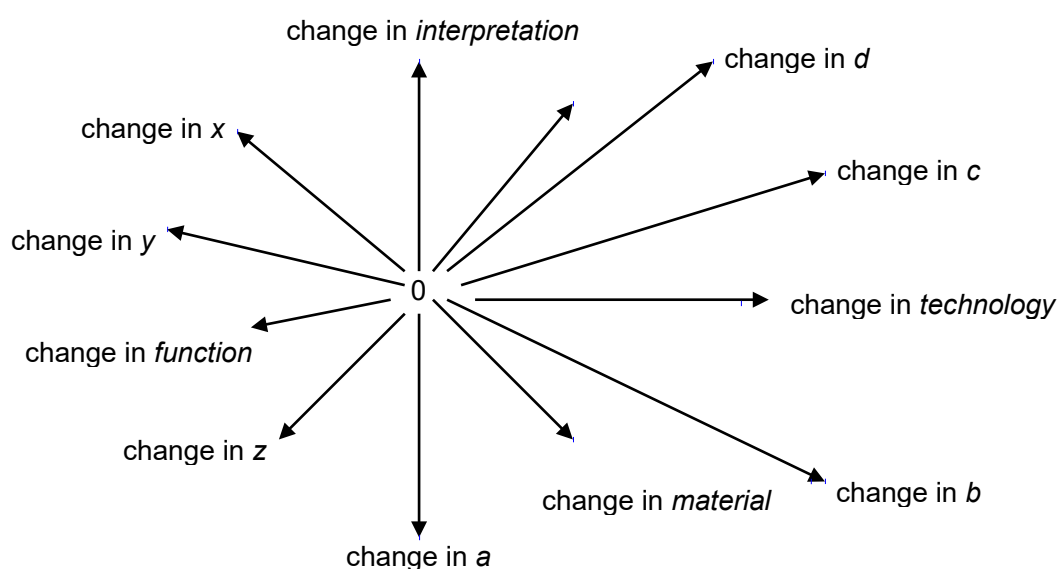 change in interpretation
change in d
change in x
change in c
change in y
0
change in technology
change in function
change in z
change in material
change in b
change in a